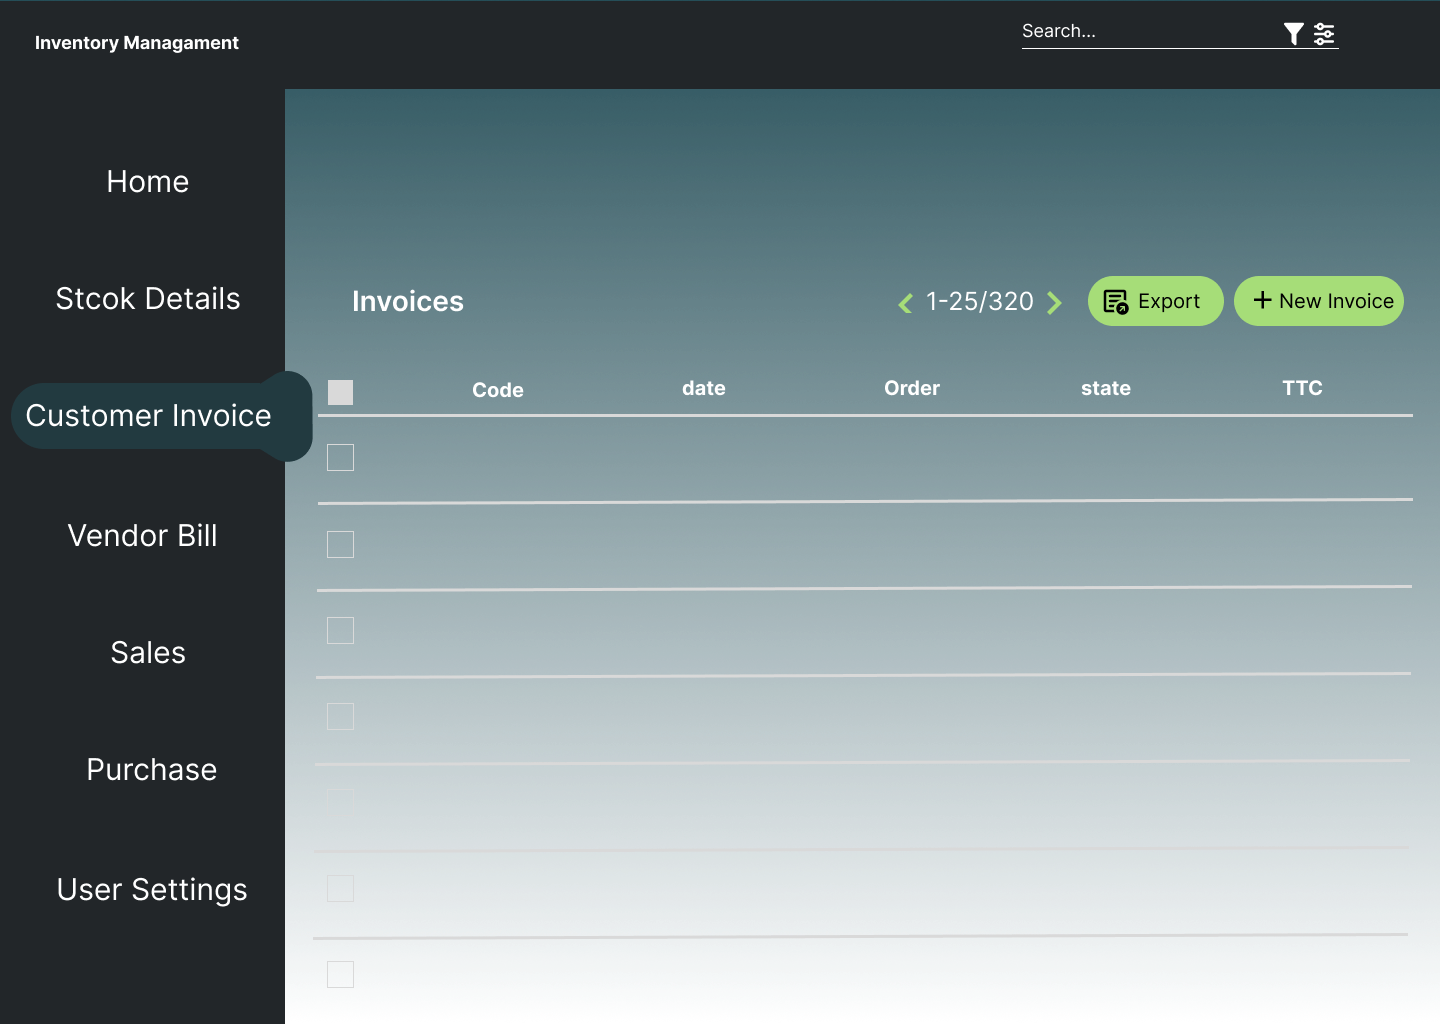 Inventory Managament
Search...
Home
Stcok Details
Customer Invoice
Vendor Bill
Sales
Purchase
User Settings
Invoices
1-25/320
Export
New Invoice
Code date Order state TTC